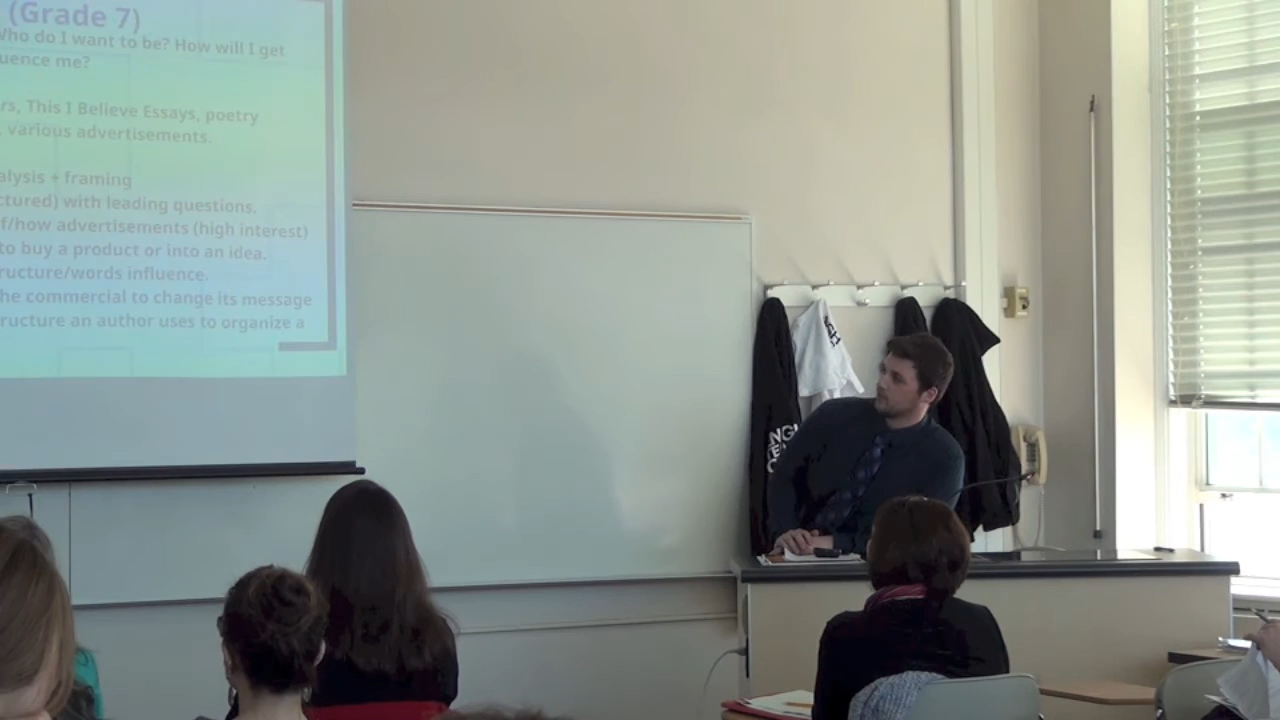 (Grade 7)
Who do I want to be? How will I get
uence me?
rs, This I Believe Essays, poetry
, various advertisements.
alysis + framing
ctured) with leading questions.
f/how advertisements (high interest)
to buy a product or into an idea.
ructure/words influence.
he commercial to change its message
ructure an author uses to organize a